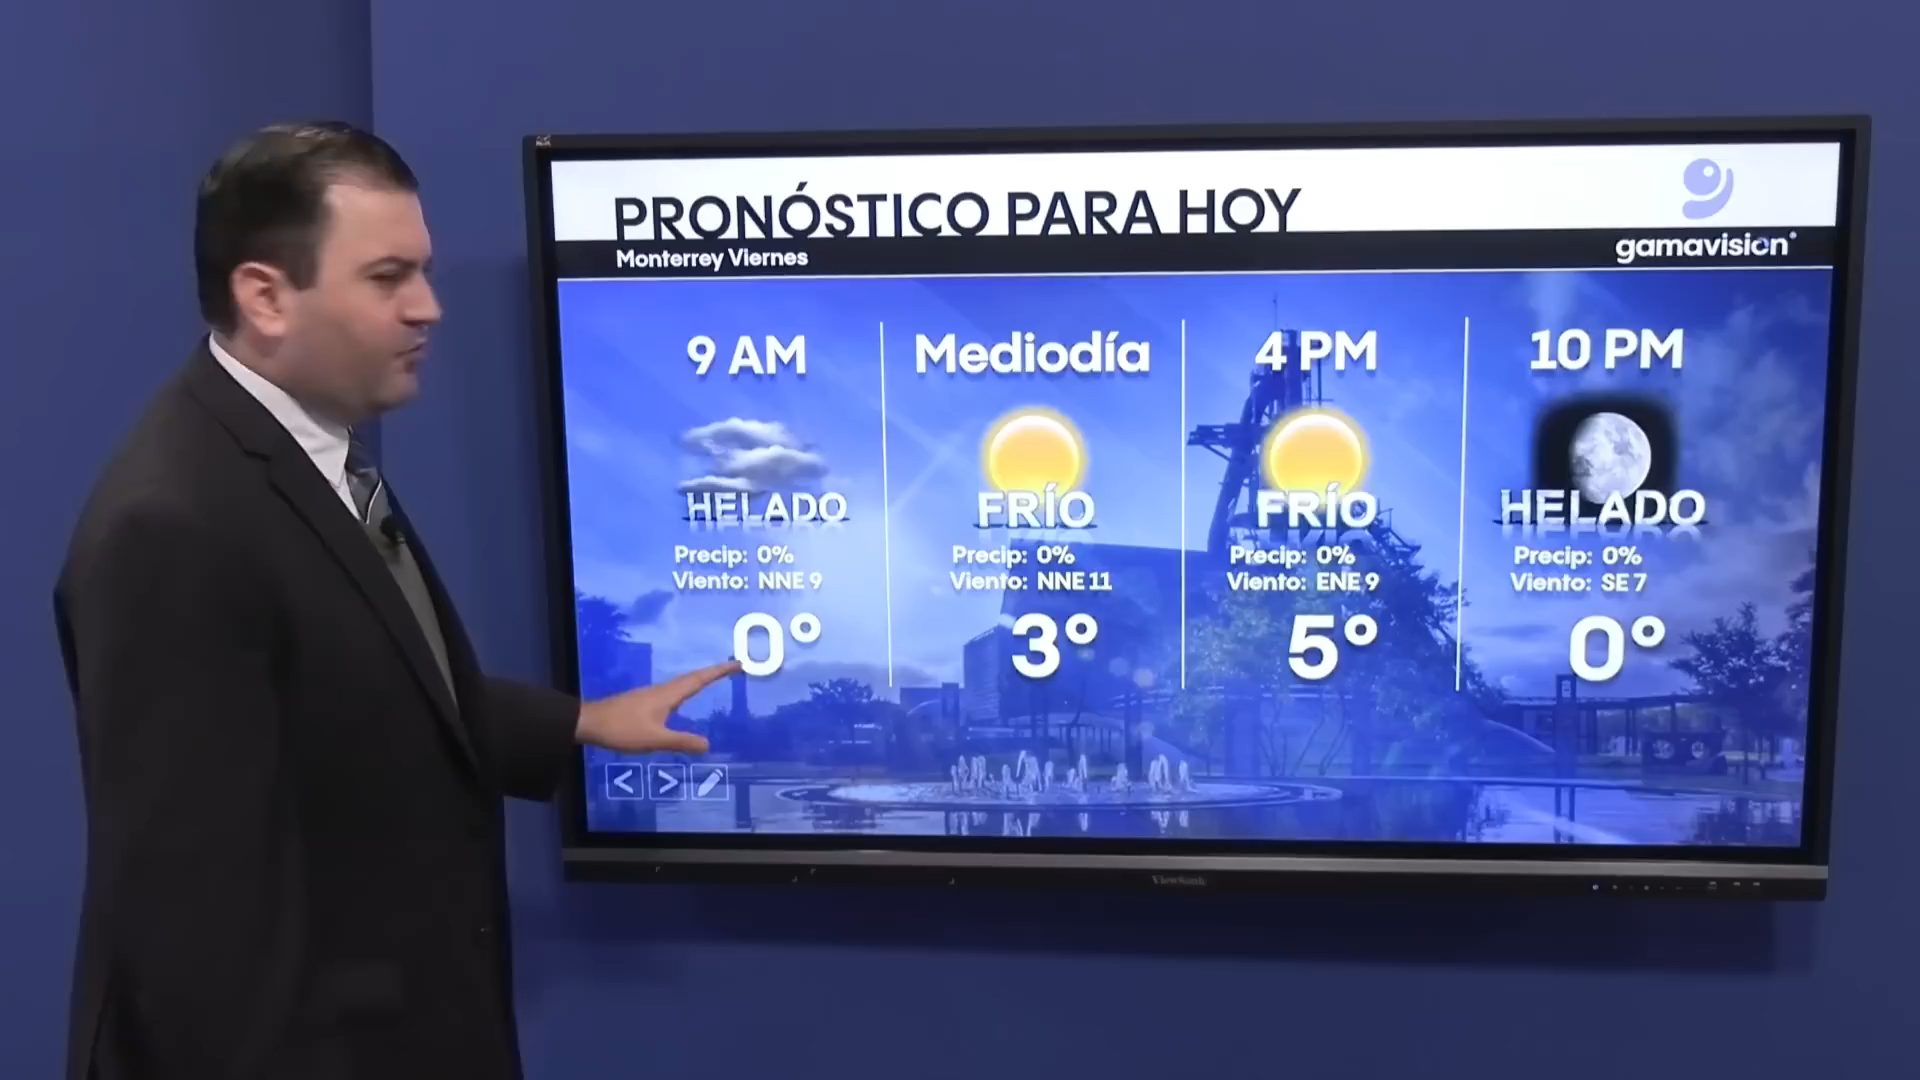 PRONÓSTICO PARA HOY
Monterrey Viernes
gamavision
9 AM
HELADO
Precip: 0%
Viento: NNE 9
0°
Mediodía
FRÍO
Precip: 0%
Viento: NNE 11
3°
4 PM
FRÍO
Precip: 0%
Viento: ENE 9
5°
10 PM
HELADO
Precip: 0%
Viento: SE 7
0°
ViewSonic